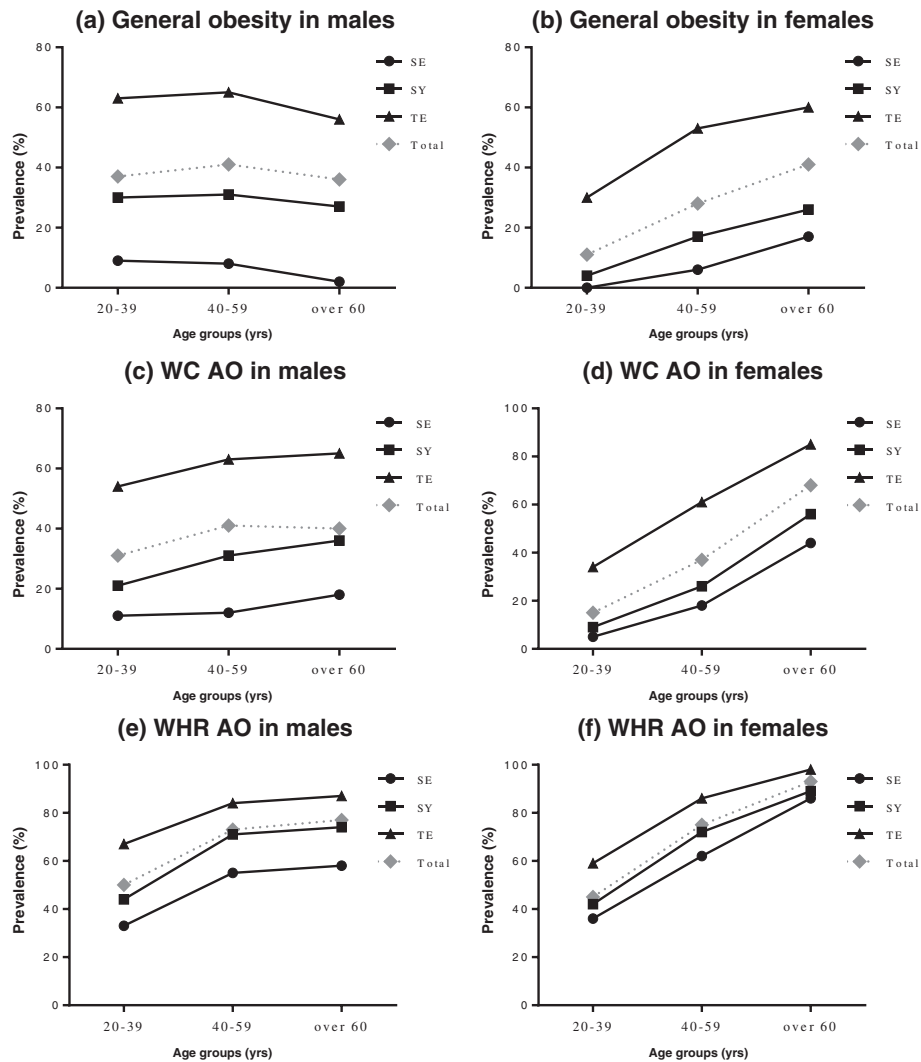 (a) General obesity in males
80
60
40
20
0
Prevalence (%)
20-39 40-59 over 60
Age groups (yrs)
SE
SY
TE
Total
(b) General obesity in females
80
60
40
20
0
Prevalence (%)
20-39 40-59 over 60
Age groups (yrs)
SE
SY
TE
Total
(c) WC AO in males
80
60
40
20
0
Prevalence (%)
20-39 40-59 over 60
Age groups (yrs)
SE
SY
TE
Total
(d) WC AO in females
100
80
60
40
20
0
Prevalence (%)
20-39 40-59 over 60
Age groups (yrs)
SE
SY
TE
Total
(e) WHR AO in males
100
80
60
40
20
0
Prevalence (%)
20-39 40-59 over 60
Age groups (yrs)
SE
SY
TE
Total
(f) WHR AO in females
100
80
60
40
20
0
Prevalence (%)
20-39 40-59 over 60
Age groups (yrs)
SE
SY
TE
Total